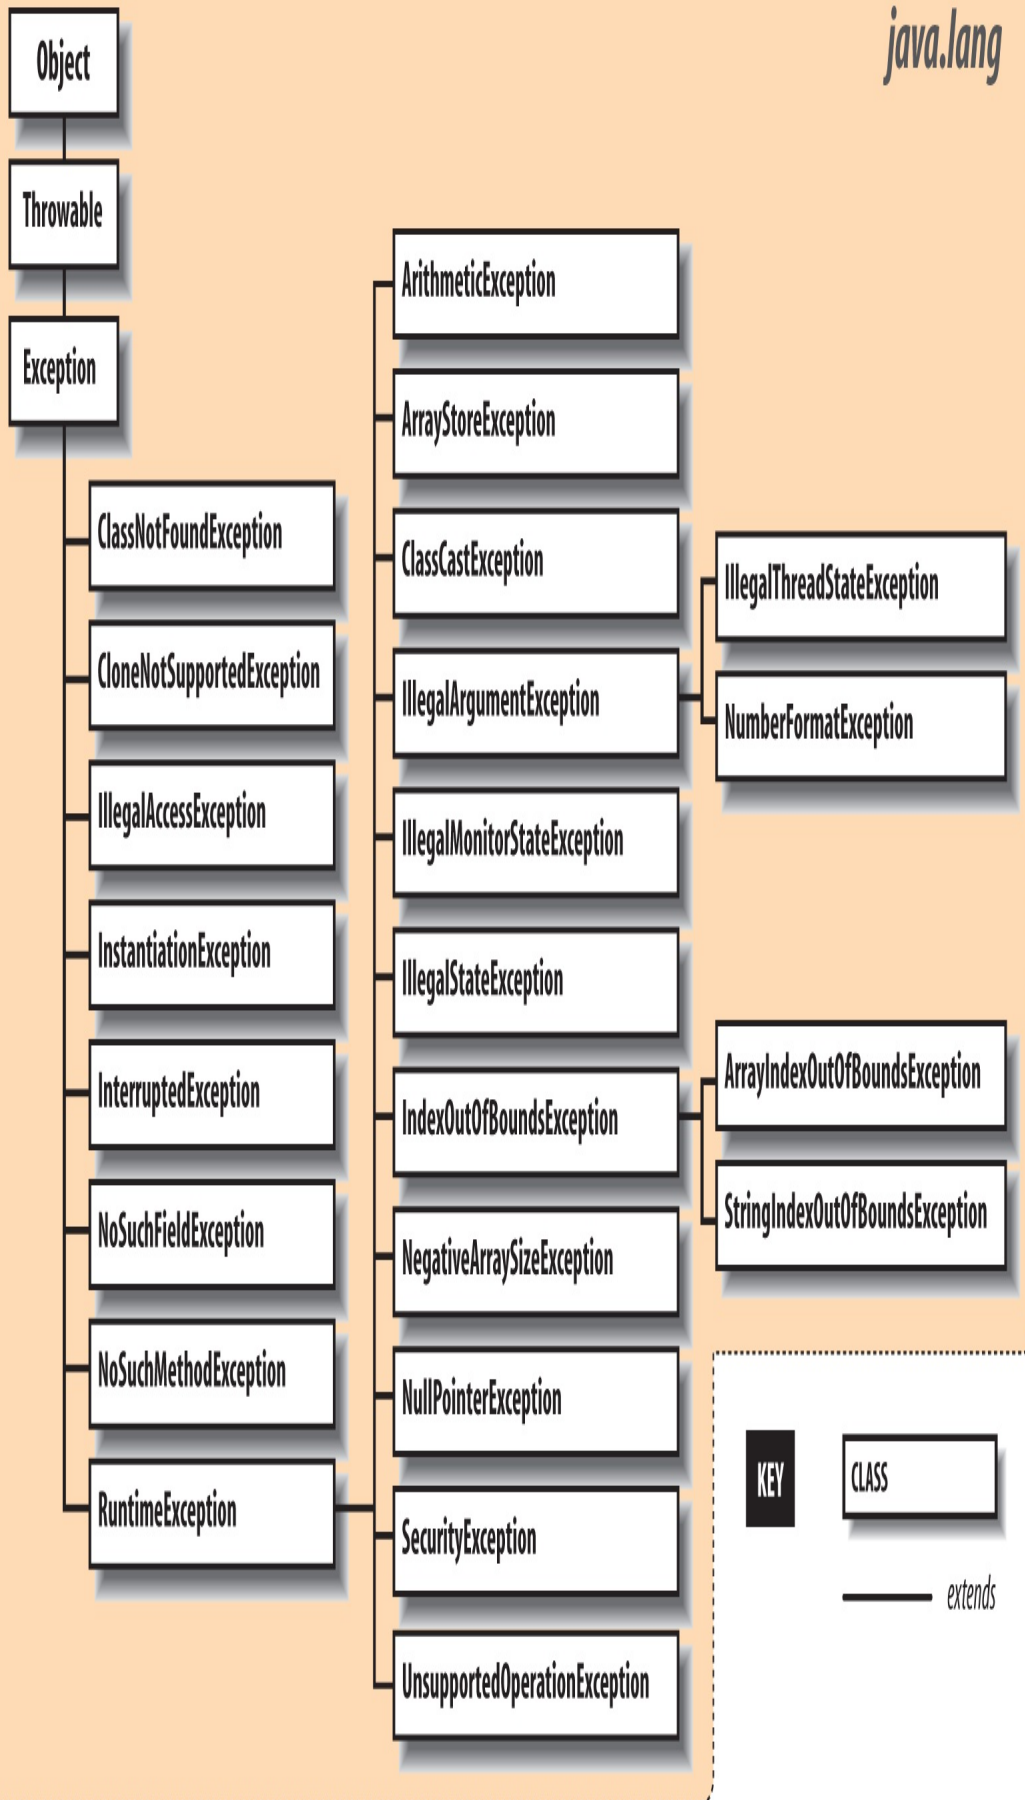 java.lang
Object
Throwable
Exception
ClassNotFoundException
CloneNotSupportedException
IllegalAccessException
InstantiationException
InterruptedException
NoSuchFieldException
NoSuchMethodException
RuntimeException
ArithmeticException
ArrayStoreException
ClassCastException
IllegalArgumentException
IllegalMonitorStateException
IllegalStateException
IndexOutOfBoundsException
NegativeArraySizeException
NullPointerException
SecurityException
UnsupportedOperationException
IllegalThreadStateException
NumberFormatException
ArrayIndexOutOfBoundsException
StringIndexOutOfBoundsException
KEY
CLASS
extends